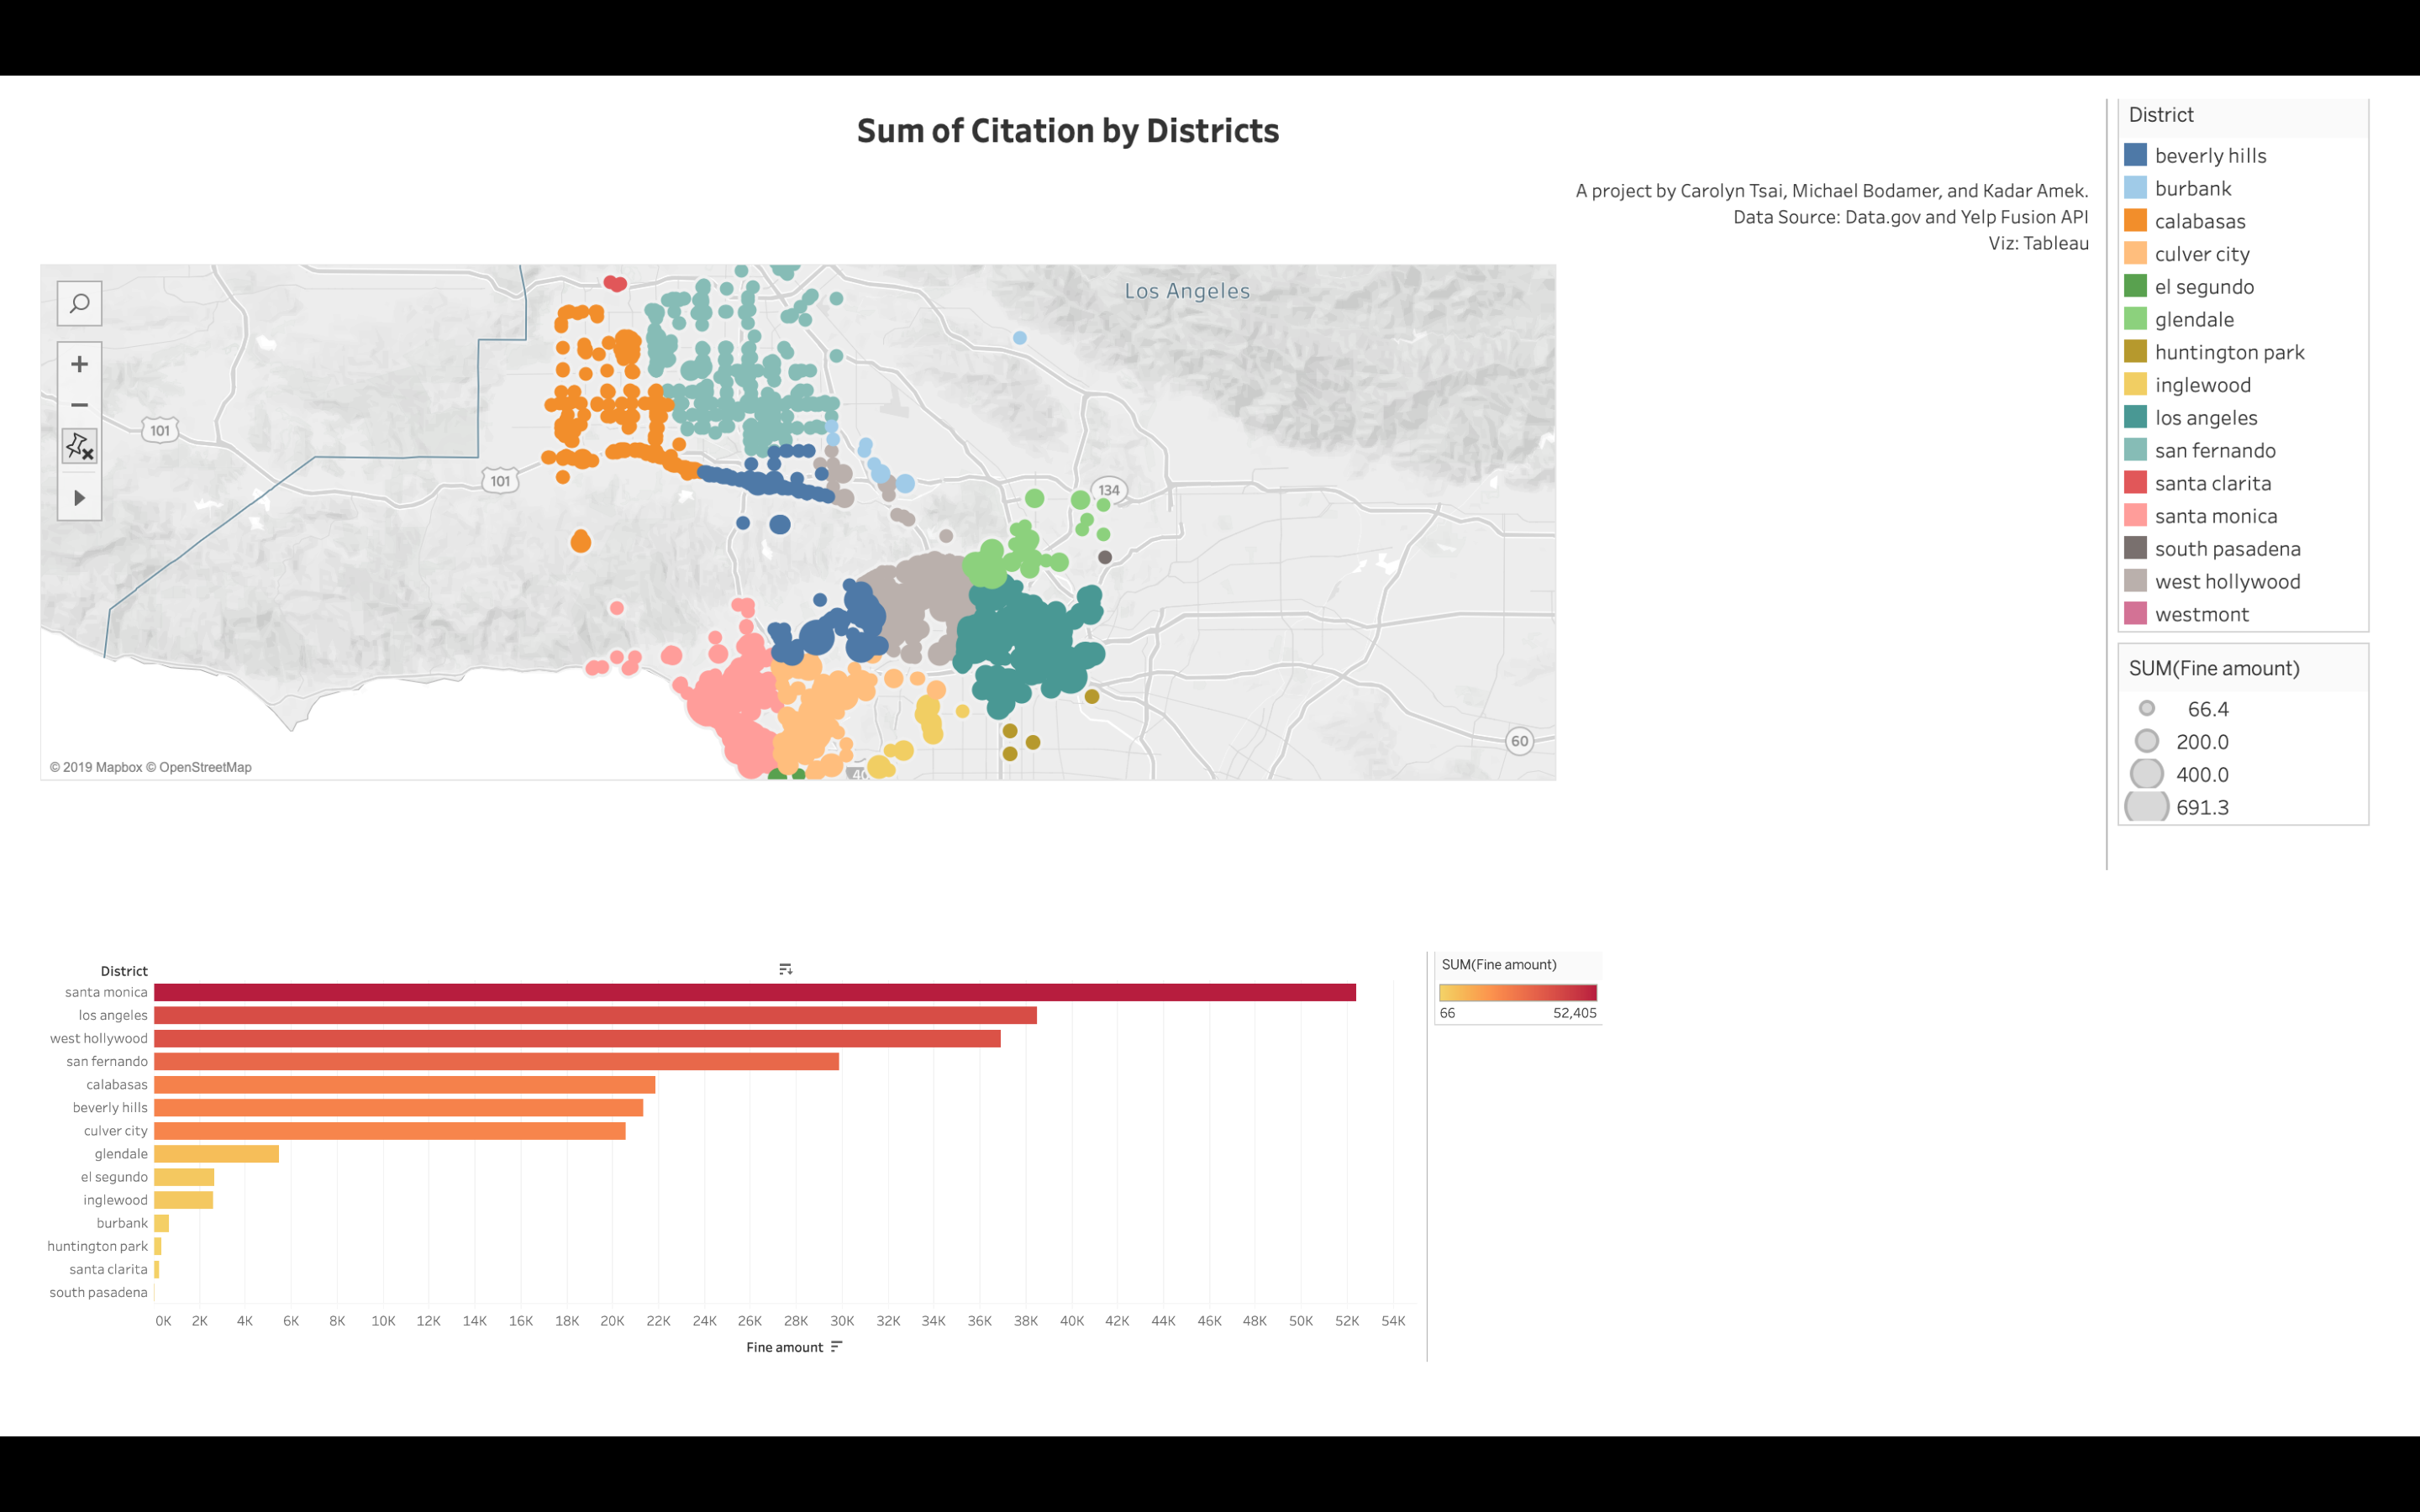 Sum of Citation by Districts
A project by Carolyn Tsai, Michael Bodamer, and Kadar Amek.
Data Source: Data.gov and Yelp Fusion API
Viz: Tableau
Los Angeles
101
101
134
60
© 2019 Mapbox © OpenStreetMap
District
beverly hills
burbank
calabasas
culver city
el segundo
glendale
huntington park
inglewood
los angeles
san fernando
santa clarita
santa monica
south pasadena
west hollywood
westmont
SUM(Fine amount)
66.4
200.0
400.0
691.3
District
santa monica
los angeles
west hollywood
san fernando
calabasas
beverly hills
culver city
glendale
el segundo
inglewood
burbank
huntington park
santa clarita
south pasadena
0K 2K 4K 6K 8K 10K 12K 14K 16K 18K 20K 22K 24K 26K 28K 30K 32K 34K 36K 38K 40K 42K 44K 46K 48K 50K 52K 54K
Fine amount
SUM(Fine amount)
66 52,405